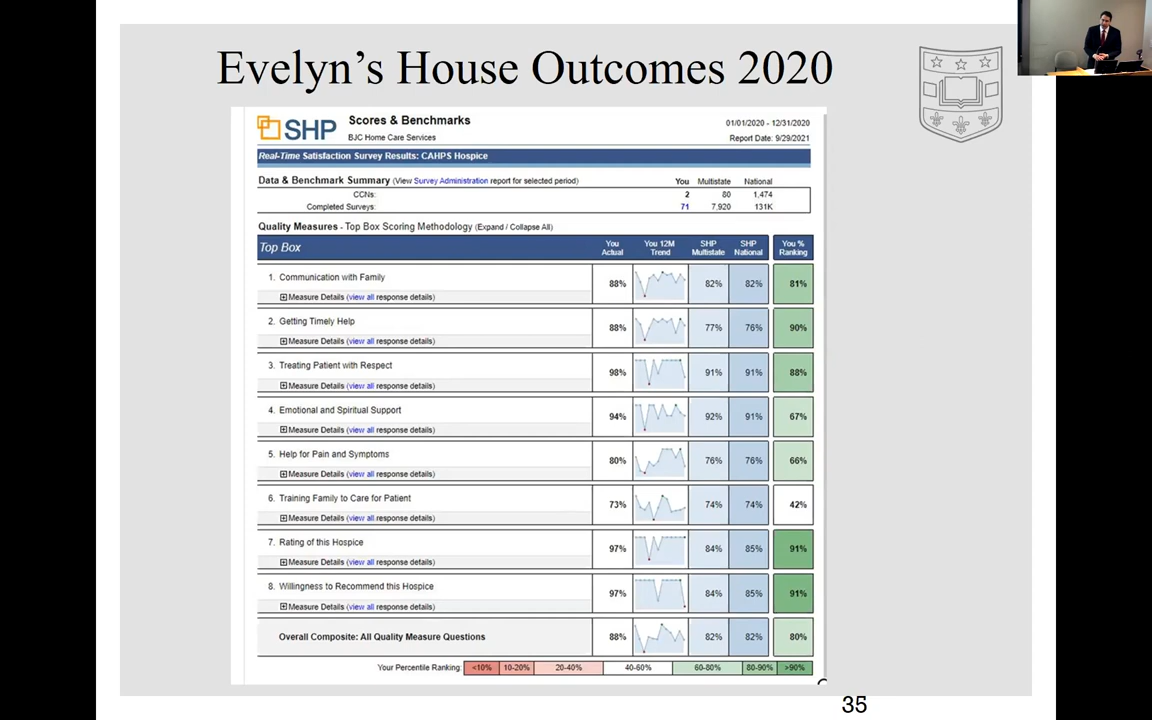 Evelyn's House Outcomes 2020
SHP
Scores & Benchmarks
BJC Home Care Services
01/01/2020 - 12/31/2020
Report Date: 9/29/2021
Real-Time Satisfaction Survey Results: CAHPS Hospice
Data & Benchmark Summary (View Survey Administration report for selected period) You Multistate National
CCNs: 2 80 1,474
Completed Surveys: 71 7,920 131K
Quality Measures - Top Box Scoring Methodology (Expand / Collapse All)
Top Box You Actual You 12M Trend SHP Multistate SHP National You % Ranking
1. Communication with Family 88% 82% 82% 81%
Measure Details (view all response details)
2. Getting Timely Help 88% 77% 76% 90%
Measure Details (view all response details)
3. Treating Patient with Respect 98% 91% 91% 88%
Measure Details (view all response details)
4. Emotional and Spiritual Support 94% 92% 91% 67%
Measure Details (view all response details)
5. Help for Pain and Symptoms 80% 76% 76% 66%
Measure Details (view all response details)
6. Training Family to Care for Patient 73% 74% 74% 42%
Measure Details (view all response details)
7. Rating of this Hospice 97% 84% 85% 91%
Measure Details (view all response details)
8. Willingness to Recommend this Hospice 97% 84% 85% 91%
Measure Details (view all response details)
Overall Composite: All Quality Measure Questions 88% 82% 82% 80%
Your Percentile Ranking: <10% 10-20% 20-40% 40-60% 60-80% 80-90% >90%
35